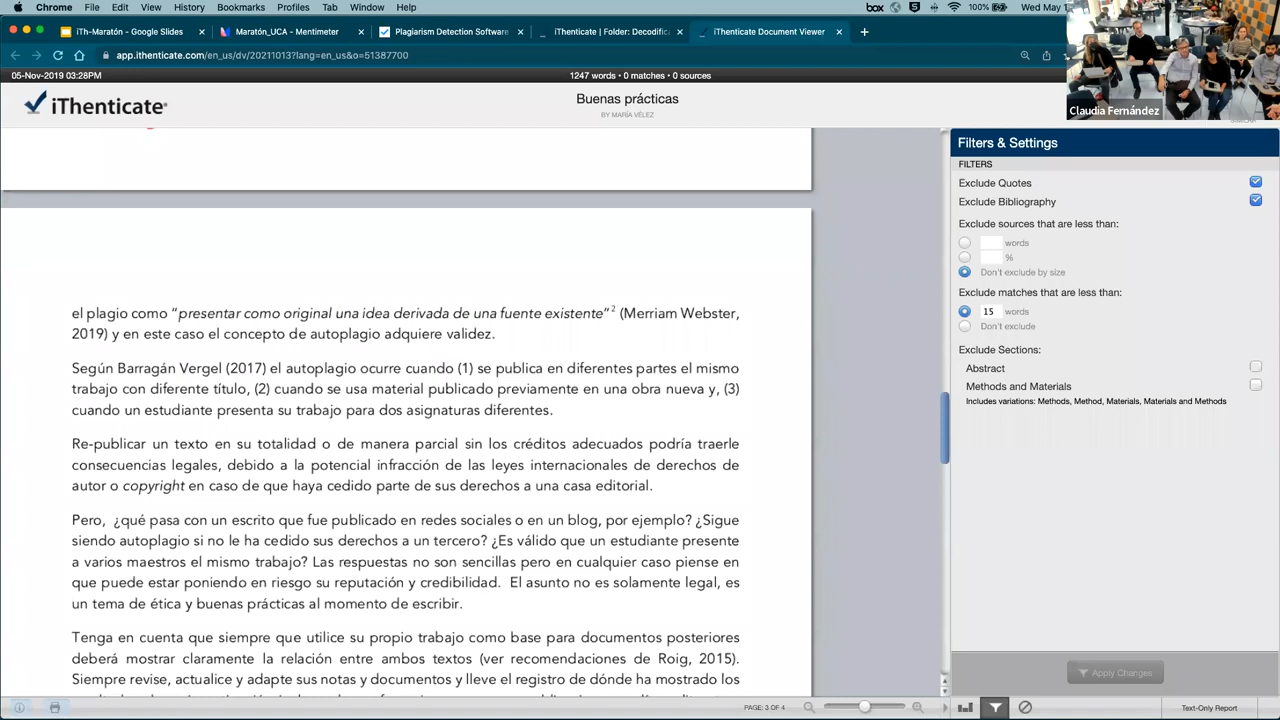 Chrome File Edit View History Bookmarks Profiles Tab Window Help
box 100% Wed May
iTh-Maratón - Google Slides
Maratón_UCA - Mentimeter
Plagiarism Detection Software
iThenticate | Folder: Decodific
iThenticate Document Viewer
app.ithenticate.com/en_us/dv/20211013?lang=en_us&o=51387700
05-Nov-2019 03:28PM
1247 words • 0 matches • 0 sources
iThenticate®
Buenas prácticas
BY MARÍA VÉLEZ
Claudia Fernández
el plagio como “presentar como original una idea derivada de una fuente existente”2 (Merriam Webster,
2019) y en este caso el concepto de autoplagio adquiere validez.
Según Barragán Vergel (2017) el autoplagio ocurre cuando (1) se publica en diferentes partes el mismo
trabajo con diferente título, (2) cuando se usa material publicado previamente en una obra nueva y, (3)
cuando un estudiante presenta su trabajo para dos asignaturas diferentes.
Re-publicar un texto en su totalidad o de manera parcial sin los créditos adecuados podría traerle
consecuencias legales, debido a la potencial infracción de las leyes internacionales de derechos de
autor o copyright en caso de que haya cedido parte de sus derechos a una casa editorial.
Pero, ¿qué pasa con un escrito que fue publicado en redes sociales o en un blog, por ejemplo? ¿Sigue
siendo autoplagio si no le ha cedido sus derechos a un tercero? ¿Es válido que un estudiante presente
a varios maestros el mismo trabajo? Las respuestas no son sencillas pero en cualquier caso piense en
que puede estar poniendo en riesgo su reputación y credibilidad. El asunto no es solamente legal, es
un tema de ética y buenas prácticas al momento de escribir.
Tenga en cuenta que siempre que utilice su propio trabajo como base para documentos posteriores
deberá mostrar claramente la relación entre ambos textos (ver recomendaciones de Roig, 2015).
Siempre revise, actualice y adapte sus notas y documentos y lleve el registro de dónde ha mostrado los
Filters & Settings
FILTERS
Exclude Quotes
Exclude Bibliography
Exclude sources that are less than:
words
%
Don't exclude by size
Exclude matches that are less than:
15 words
Don't exclude
Exclude Sections:
Abstract
Methods and Materials
Includes variations: Methods, Method, Materials, Materials and Methods
Apply Changes
PAGE: 3 OF 4
Text-Only Report